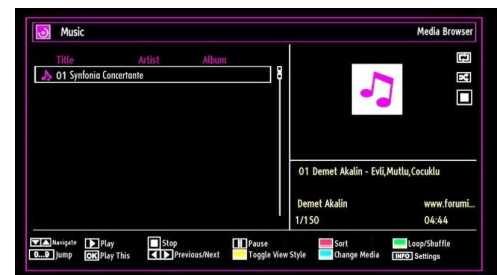 Music
Media Browser
Title Artist Album
01 Synfonia Concertante
01 Demet Akalin - Evli,Mutlu,Cocuklu
Demet Akalin www.forumi...
1/150 04:44
Navigate Play Stop Pause Sort Loop/Shuffle
0...9 Jump OK Play This Previous/Next Toggle View Style Change Media INFO Settings